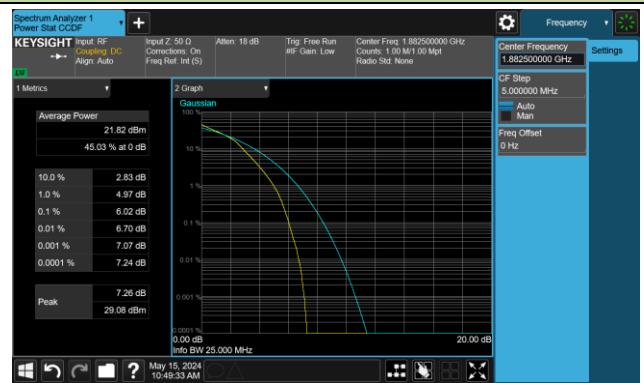 Spectrum Analyzer 1
Power Stat CCDF
Frequency
KEYSIGHT
Input: RF
Coupling: DC
Align: Auto
Input Z: 50 Ω
Corrections: On
Freq Ref: Int (S)
Atten: 18 dB
Trig: Free Run
#IF Gain: Low
Center Freq: 1.882500000 GHz
Counts: 1.00 M/1.00 Mpt
Radio Std: None
LW
1 Metrics
Average Power
21.82 dBm
45.03 % at 0 dB
10.0 % 2.83 dB
1.0 % 4.97 dB
0.1 % 6.02 dB
0.01 % 6.70 dB
0.001 % 7.07 dB
0.0001 % 7.24 dB
Peak
7.26 dB
29.08 dBm
2 Graph
Gaussian
100 %
10 %
1 %
0.1 %
0.01 %
0.001 %
0.0001 %
0.00 dB
20.00 dB
Info BW 25.000 MHz
Center Frequency
1.882500000 GHz
Settings
CF Step
5.000000 MHz
Auto
Man
Freq Offset
0 Hz
May 15, 2024
10:49:33 AM